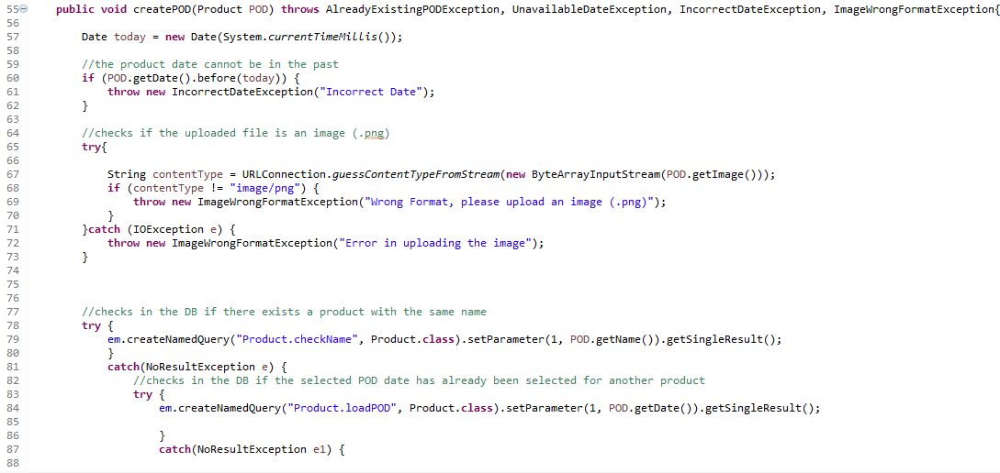 55 public void createPOD(Product POD) throws AlreadyExistingPODException, UnavailableDateException, IncorrectDateException, ImageWrongFormatException{
56
57 Date today = new Date(System.currentTimeMillis());
58
59 //the product date cannot be in the past
60 if (POD.getDate().before(today)) {
61 throw new IncorrectDateException("Incorrect Date");
62 }
63
64 //checks if the uploaded file is an image (.png)
65 try{
66
67 String contentType = URLConnection.guessContentTypeFromStream(new ByteArrayInputStream(POD.getImage()));
68 if (contentType != "image/png") {
69 throw new ImageWrongFormatException("Wrong Format, please upload an image (.png)");
70 }
71 }catch (IOException e) {
72 throw new ImageWrongFormatException("Error in uploading the image");
73 }
74
75
76
77 //checks in the DB if there exists a product with the same name
78 try {
79 em.createNamedQuery("Product.checkName", Product.class).setParameter(1, POD.getName()).getSingleResult();
80 }
81 catch(NoResultException e) {
82 //checks in the DB if the selected POD date has already been selected for another product
83 try {
84 em.createNamedQuery("Product.loadPOD", Product.class).setParameter(1, POD.getDate()).getSingleResult();
85
86 }
87 catch(NoResultException e1) {
88